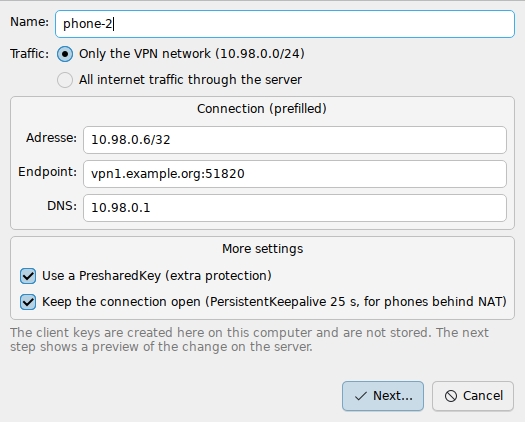 Name: phone-2
Traffic: Only the VPN network (10.98.0.0/24)
All internet traffic through the server
Connection (prefilled)
Adresse: 10.98.0.6/32
Endpoint: vpn1.example.org:51820
DNS: 10.98.0.1
More settings
Use a PresharedKey (extra protection)
Keep the connection open (PersistentKeepalive 25 s, for phones behind NAT)
The client keys are created here on this computer and are not stored. The next
step shows a preview of the change on the server.
Next... Cancel